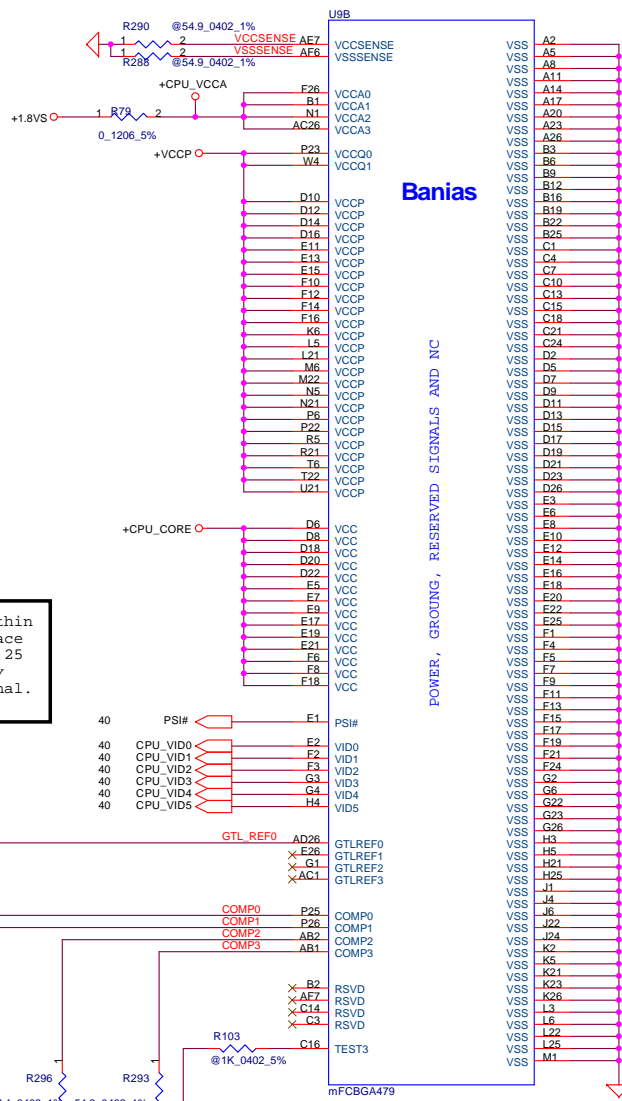 U9B
R290 @54.9_0402_1%
1 2 VCCSENSE AE7 VCCSENSE
1 2 VSSSENSE AF6 VSSSENSE
R288 @54.9_0402_1%
+CPU_VCCA
+1.8VS 1 R79 2
0_1206_5%
F26 VCCA0
B1 VCCA1
N1 VCCA2
AC26 VCCA3
+VCCP P23 VCCQ0
W4 VCCQ1
Banias
D10 VCCP
D12 VCCP
D14 VCCP
D16 VCCP
E11 VCCP
E13 VCCP
E15 VCCP
F10 VCCP
F12 VCCP
F14 VCCP
F16 VCCP
K6 VCCP
L5 VCCP
L21 VCCP
M6 VCCP
M22 VCCP
N5 VCCP
N21 VCCP
P6 VCCP
P22 VCCP
R5 VCCP
R21 VCCP
T6 VCCP
T22 VCCP
U21 VCCP
POWER, GROUNG, RESERVED SIGNALS AND NC
+CPU_CORE D6 VCC
D8 VCC
D18 VCC
D20 VCC
D22 VCC
E5 VCC
E7 VCC
E9 VCC
E17 VCC
E19 VCC
E21 VCC
F6 VCC
F8 VCC
F18 VCC
25
40 PSI# E1 PSI#
40 CPU_VID0 E2 VID0
40 CPU_VID1 F2 VID1
40 CPU_VID2 F3 VID2
40 CPU_VID3 G3 VID3
40 CPU_VID4 G4 VID4
40 CPU_VID5 H4 VID5
GTL_REF0 AD26 GTLREF0
E26 GTLREF1
G1 GTLREF2
AC1 GTLREF3
COMP0 P25 COMP0
COMP1 P26 COMP1
COMP2 AB2 COMP2
COMP3 AB1 COMP3
B2 RSVD
AF7 RSVD
C14 RSVD
C3 RSVD
R103 C16 TEST3
@1K_0402_5%
1 1
R296 R293
mFCBGA479
VSS A2
VSS A5
VSS A8
VSS A11
VSS A14
VSS A17
VSS A20
VSS A23
VSS A26
VSS B3
VSS B6
VSS B9
VSS B12
VSS B16
VSS B19
VSS B22
VSS B25
VSS C1
VSS C4
VSS C7
VSS C10
VSS C13
VSS C15
VSS C18
VSS C21
VSS C24
VSS D2
VSS D5
VSS D7
VSS D9
VSS D11
VSS D13
VSS D15
VSS D17
VSS D19
VSS D21
VSS D23
VSS D26
VSS E3
VSS E6
VSS E8
VSS E10
VSS E12
VSS E14
VSS E16
VSS E18
VSS E20
VSS E22
VSS E25
VSS F1
VSS F4
VSS F5
VSS F7
VSS F9
VSS F11
VSS F13
VSS F15
VSS F17
VSS F19
VSS F21
VSS F24
VSS G2
VSS G6
VSS G22
VSS G23
VSS G26
VSS H3
VSS H5
VSS H21
VSS H25
VSS J1
VSS J4
VSS J6
VSS J22
VSS J24
VSS K2
VSS K5
VSS K21
VSS K23
VSS K26
VSS L3
VSS L6
VSS L22
VSS L25
VSS M1